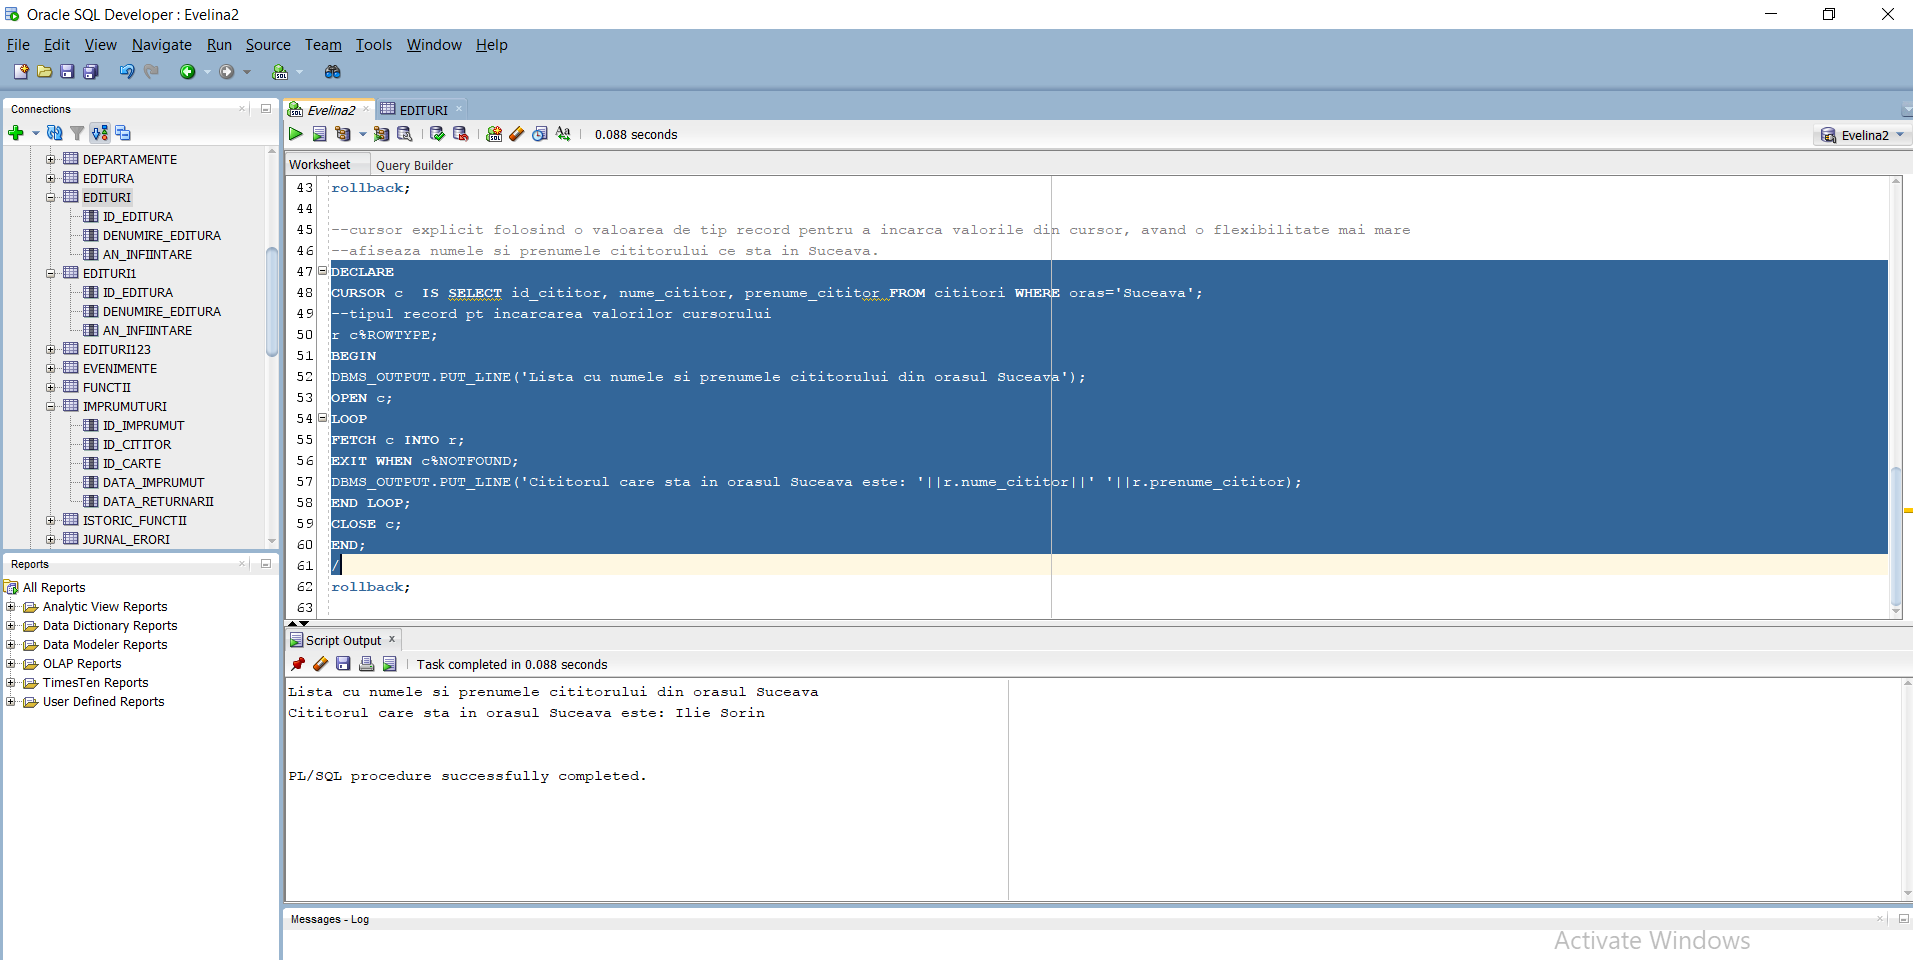 Oracle SQL Developer : Evelina2
File Edit View Navigate Run Source Team Tools Window Help
Connections
DEPARTAMENTE
EDITURA
EDITURI
ID_EDITURA
DENUMIRE_EDITURA
AN_INFIINTARE
EDITURI1
ID_EDITURA
DENUMIRE_EDITURA
AN_INFIINTARE
EDITURI123
EVENIMENTE
FUNCTII
IMPRUMUTURI
ID_IMPRUMUT
ID_CITITOR
ID_CARTE
DATA_IMPRUMUT
DATA_RETURNARII
ISTORIC_FUNCTII
JURNAL_ERORI
Reports
All Reports
Analytic View Reports
Data Dictionary Reports
Data Modeler Reports
OLAP Reports
TimesTen Reports
User Defined Reports
Evelina2 EDITURI
0.088 seconds
Evelina2
Worksheet Query Builder
43 rollback;
44
45 --cursor explicit folosind o valoarea de tip record pentru a incarca valorile din cursor, avand o flexibilitate mai mare
46 --afiseaza numele si prenumele cititorului ce sta in Suceava.
47 DECLARE
48 CURSOR c  IS SELECT id_cititor, nume_cititor, prenume_cititor FROM cititori WHERE oras='Suceava';
49 --tipul record pt incarcarea valorilor cursorului
50 r c%ROWTYPE;
51 BEGIN
52 DBMS_OUTPUT.PUT_LINE('Lista cu numele si prenumele cititorului din orasul Suceava');
53 OPEN c;
54 LOOP
55 FETCH c INTO r;
56 EXIT WHEN c%NOTFOUND;
57 DBMS_OUTPUT.PUT_LINE('Cititorul care sta in orasul Suceava este: '||r.nume_cititor||' '||r.prenume_cititor);
58 END LOOP;
59 CLOSE c;
60 END;
61 /
62 rollback;
63
Script Output
Task completed in 0.088 seconds
Lista cu numele si prenumele cititorului din orasul Suceava
Cititorul care sta in orasul Suceava este: Ilie Sorin
PL/SQL procedure successfully completed.
Messages - Log
Activate Windows